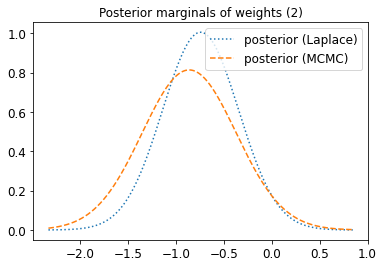 Posterior marginals of weights (2)
posterior (Laplace)
posterior (MCMC)
1.0
0.8
0.6
0.4
0.2
0.0
−2.0 −1.5 −1.0 −0.5 0.0 0.5 1.0